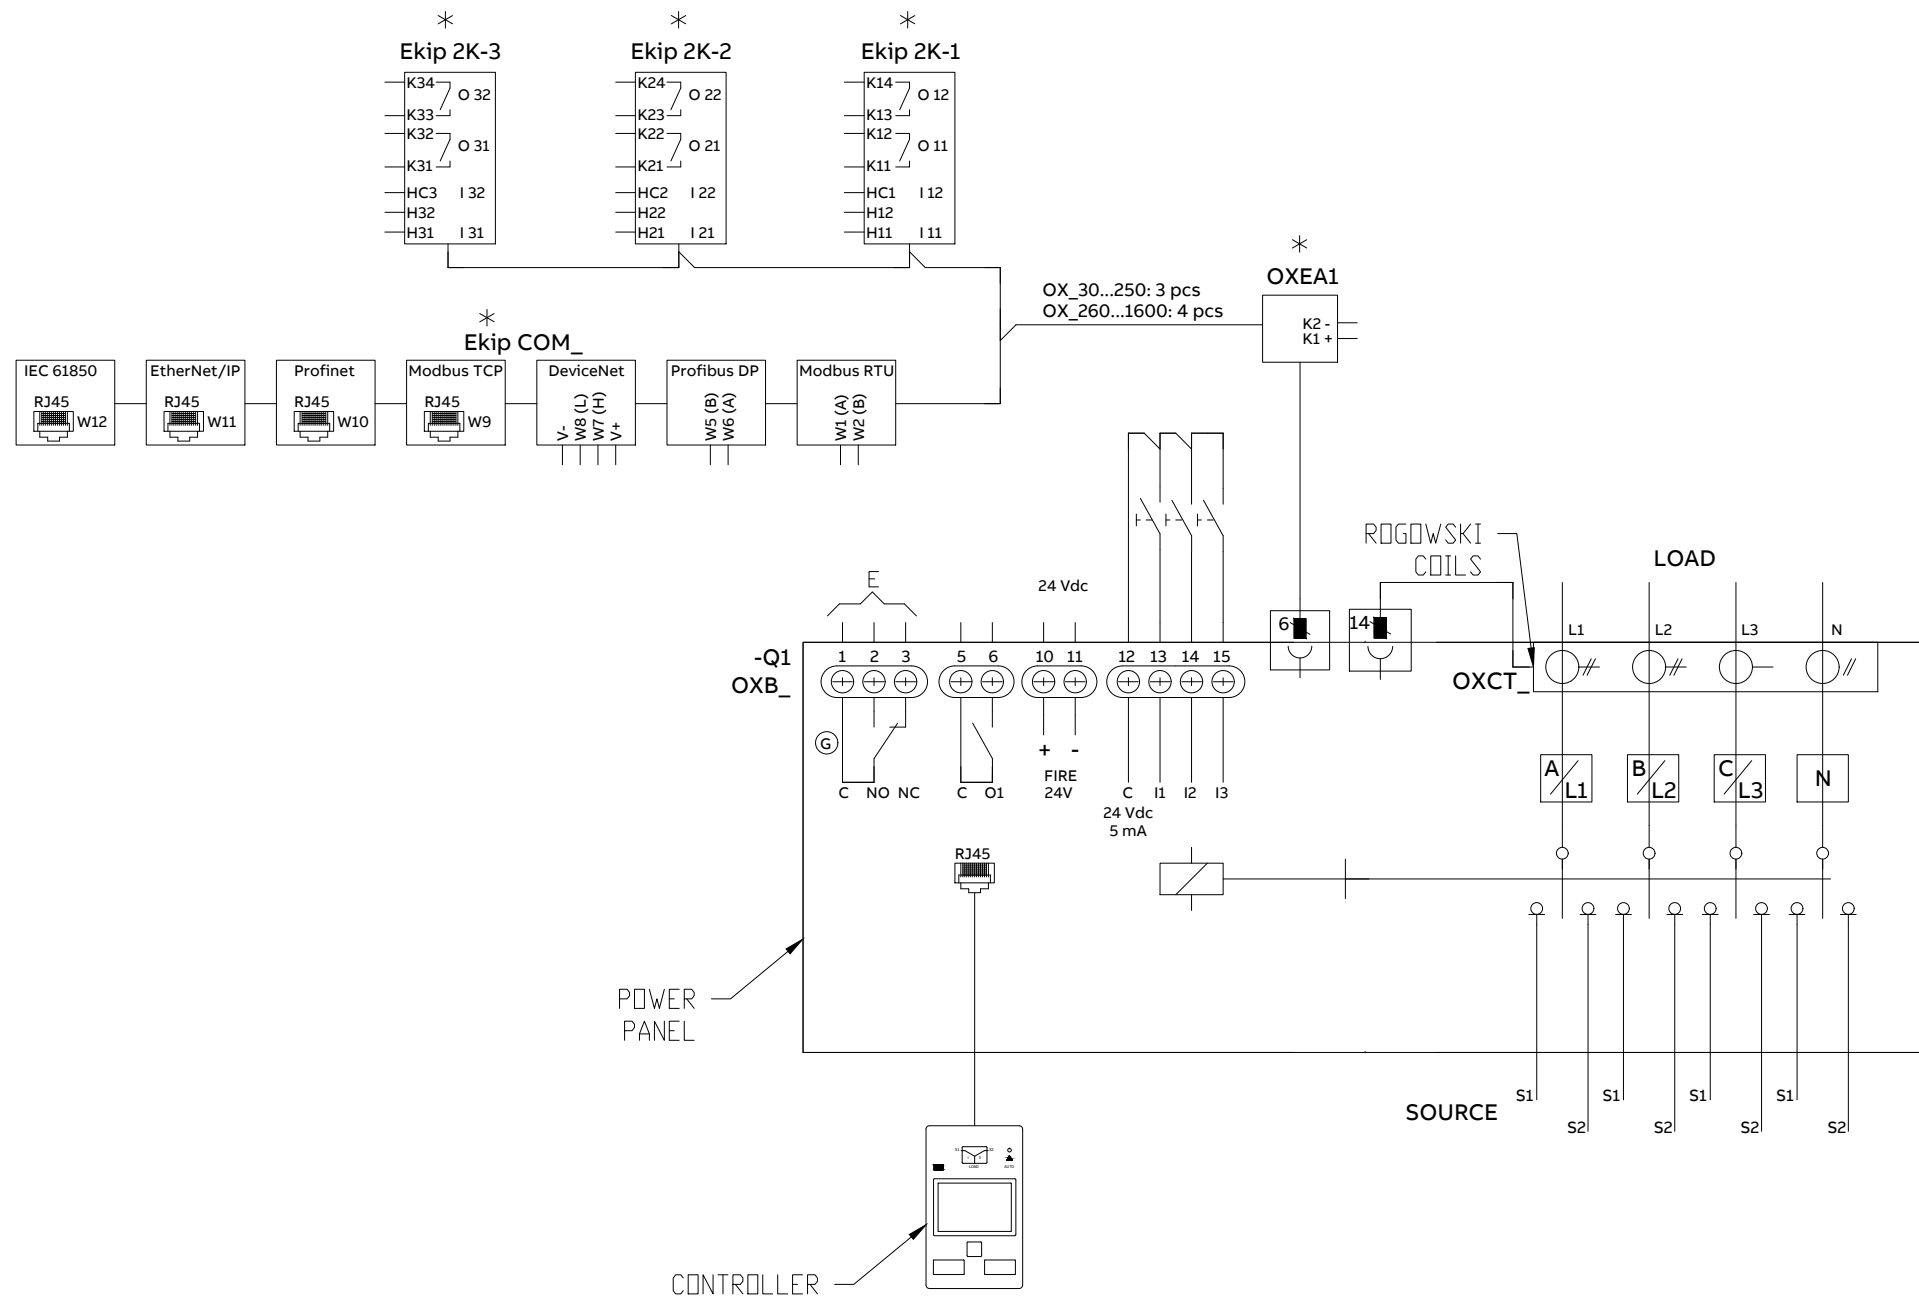 * * *
Ekip 2K-3 Ekip 2K-2 Ekip 2K-1
K34 O 32 K24 O 22 K14 O 12
K33 K23 K13
K32 O 31 K22 O 21 K12 O 11
K31 K21 K11
HC3 I 32 HC2 I 22 HC1 I 12
H32 H22 H12
H31 I 31 H21 I 21 H11 I 11
*
OXEA1
K2 -
K1 +
OX_30...250: 3 pcs
OX_260...1600: 4 pcs
*
Ekip COM_
IEC 61850 EtherNet/IP Profinet Modbus TCP DeviceNet Profibus DP Modbus RTU
RJ45 RJ45 RJ45 RJ45
W12 W11 W10 W9
V- W8 (L) W7 (H) V+ W5 (B) W6 (A) W1 (A) W2 (B)
ROGOWSKI
COILS
LOAD
E
24 Vdc
6 14
L1 L2 L3 N
-Q1
OXB_
1 2 3 5 6 10 11 12 13 14 15
OXCT_
G
+ -
C NO NC C O1
FIRE
24V
C I1 I2 I3
24 Vdc
5 mA
A/L1 B/L2 C/L3 N
RJ45
POWER
PANEL
SOURCE
S1 S1 S1 S1
S2 S2 S2 S2
S1 S2
I II
LOAD
AUTO
CONTROLLER